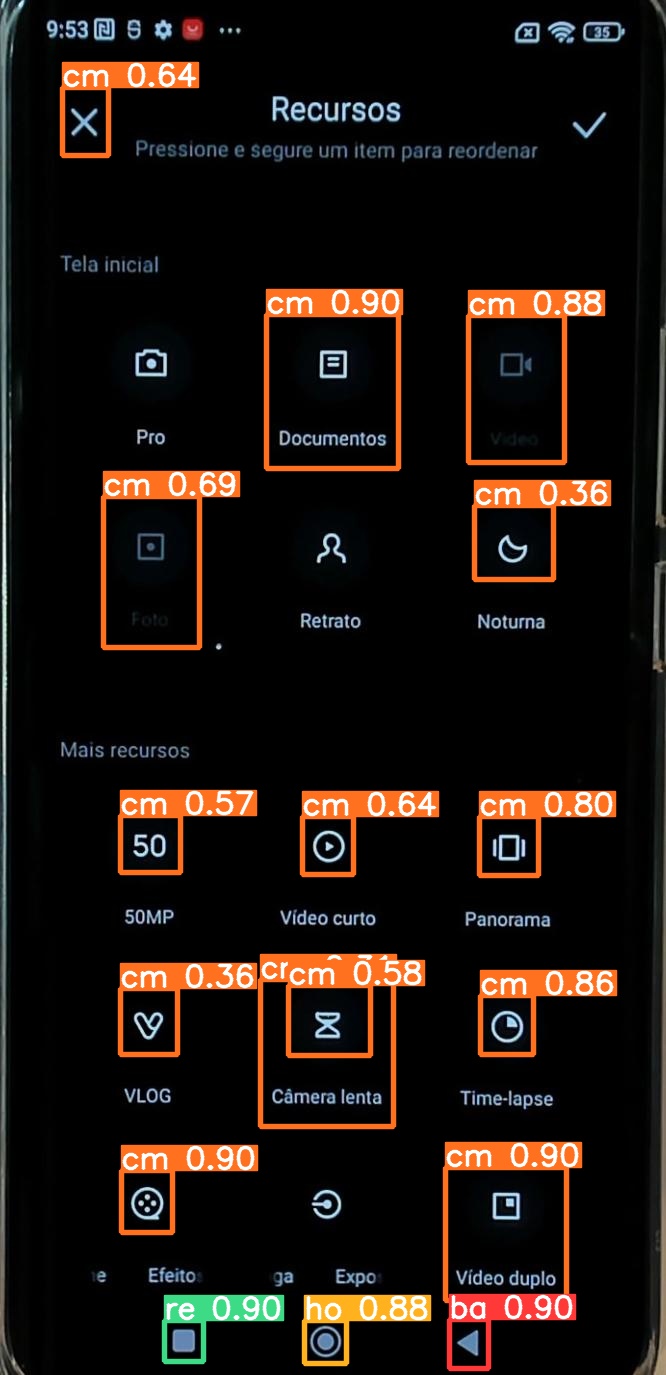 9:53 ... 35
cm 0.64
Recursos
Pressione e segure um item para reordenar
Tela inicial
cm 0.90 cm 0.88
Pro Documentos Vídeo
cm 0.69 cm 0.36
Foto Retrato Noturna
Mais recursos
cm 0.57 cm 0.64 cm 0.80
50
50MP Vídeo curto Panorama
cm 0.36 cm 0.58 cm 0.86
VLOG Câmera lenta Time-lapse
cm 0.90 cm 0.90
e Efeitos ga Expo Vídeo duplo
re 0.90 ho 0.88 ba 0.90